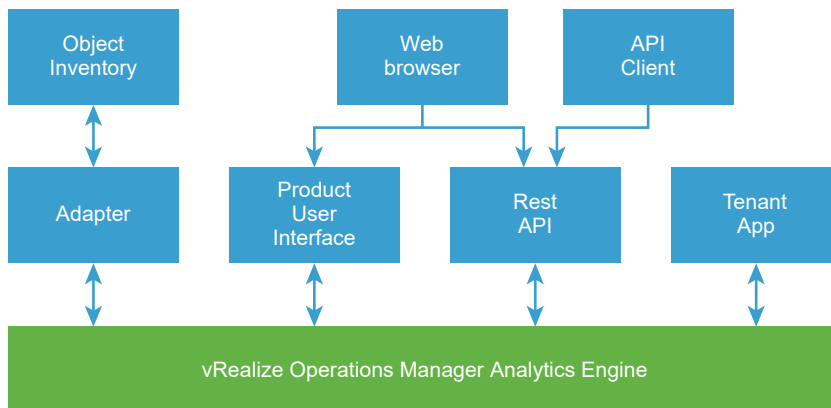 Object
Inventory
Web
browser
API
Client
Adapter
Product
User
Interface
Rest
API
Tenant
App
vRealize Operations Manager Analytics Engine